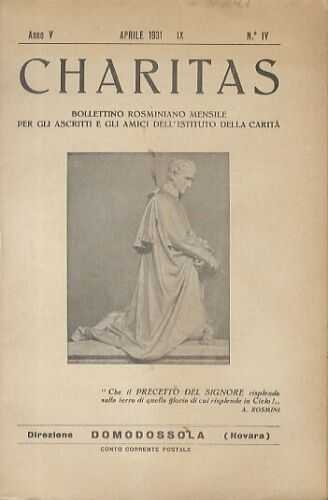 Anno V APRILE 1931 IX N.° IV
CHARITAS
BOLLETTINO ROSMINIANO MENSILE
PER GLI ASCRITTI E GLI AMICI DELL'ISTITUTO DELLA CARITÀ
"Che il PRECETTO DEL SIGNORE risplenda
sulla terra di quella gloria di cui risplende in Cielo!„
A. ROSMINI
Direzione DOMODOSSOLA (Novara)
CONTO CORRENTE POSTALE